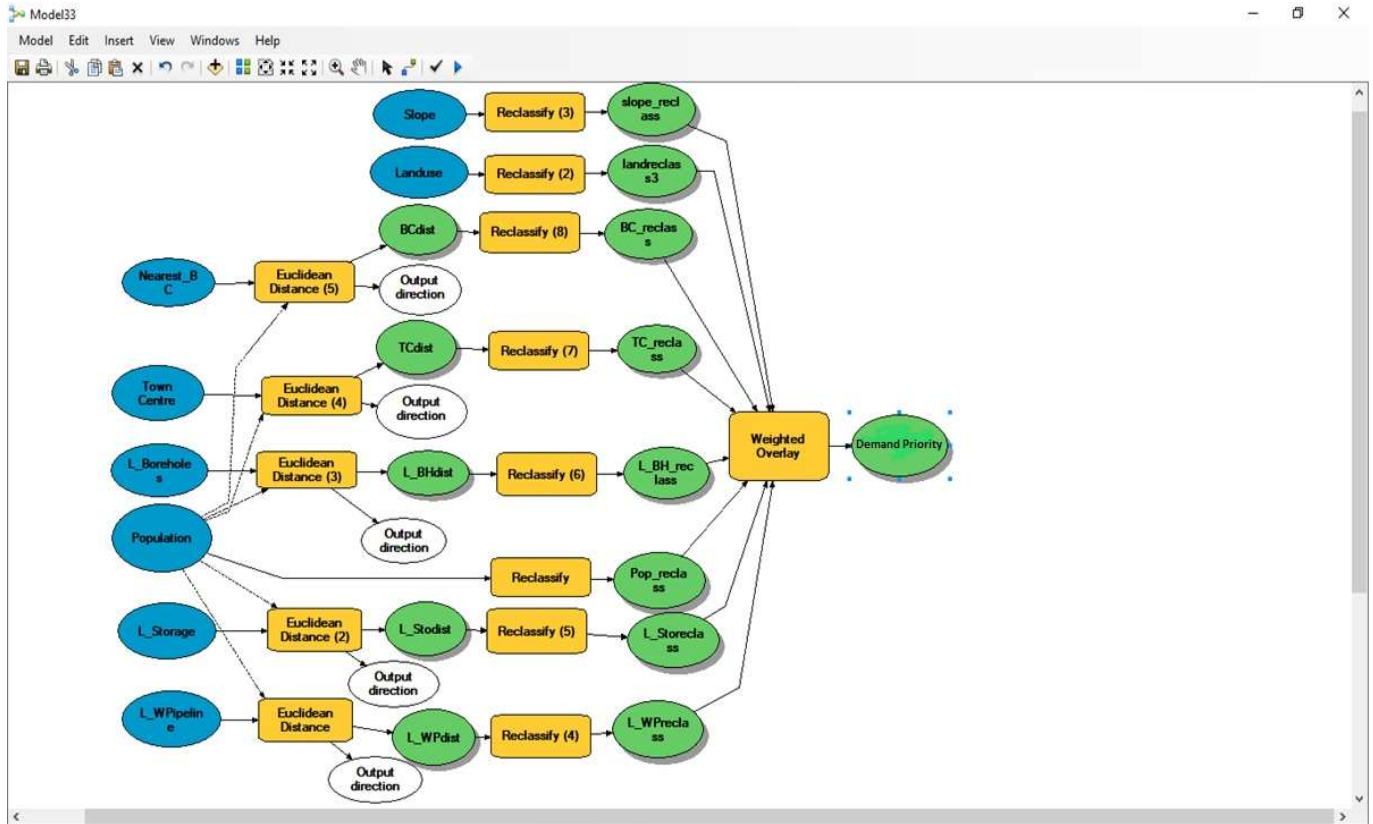 Model33
Model Edit Insert View Windows Help
Slope
Reclassify (3)
slope_recl
ass
Landuse
Reclassify (2)
landreclas
s3
BCdist
Reclassify (8)
BC_reclas
s
Nearest_B
C
Euclidean
Distance (5)
Output
direction
TCdist
Reclassify (7)
TC_recla
ss
Town
Centre
Euclidean
Distance (4)
Output
direction
Weighted
Overlay
Demand Priority
L_Borehole
s
Euclidean
Distance (3)
L_BHdist
Reclassify (6)
L_BH_rec
lass
Output
direction
Population
Reclassify
Pop_recla
ss
L_Storage
Euclidean
Distance (2)
L_Stodist
Reclassify (5)
L_Storecla
ss
Output
direction
L_WPipelin
e
Euclidean
Distance
L_WPdist
Reclassify (4)
L_WPrecla
ss
Output
direction